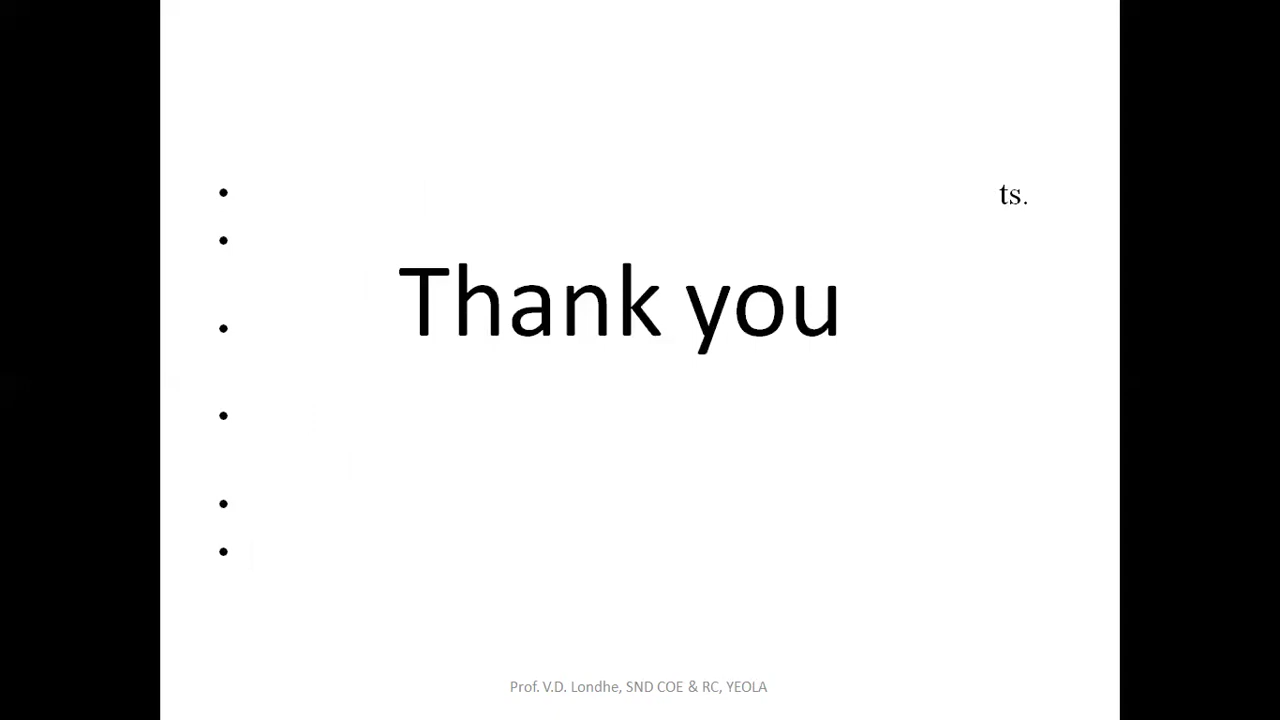 • ts.
•
Thank you
•
•
•
•
Prof. V.D. Londhe, SND COE & RC, YEOLA